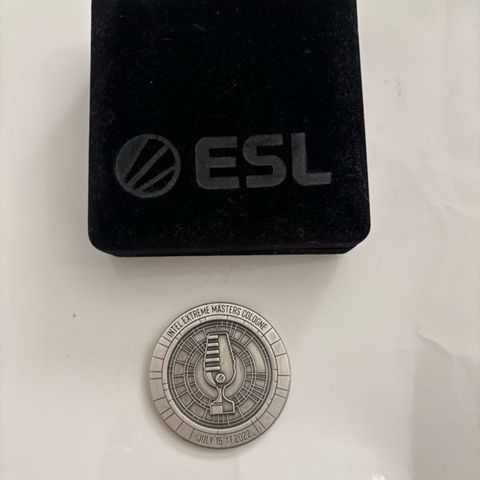 ESL
INTEL EXTREME MASTERS COLOGNE
JULY 15 17 2022